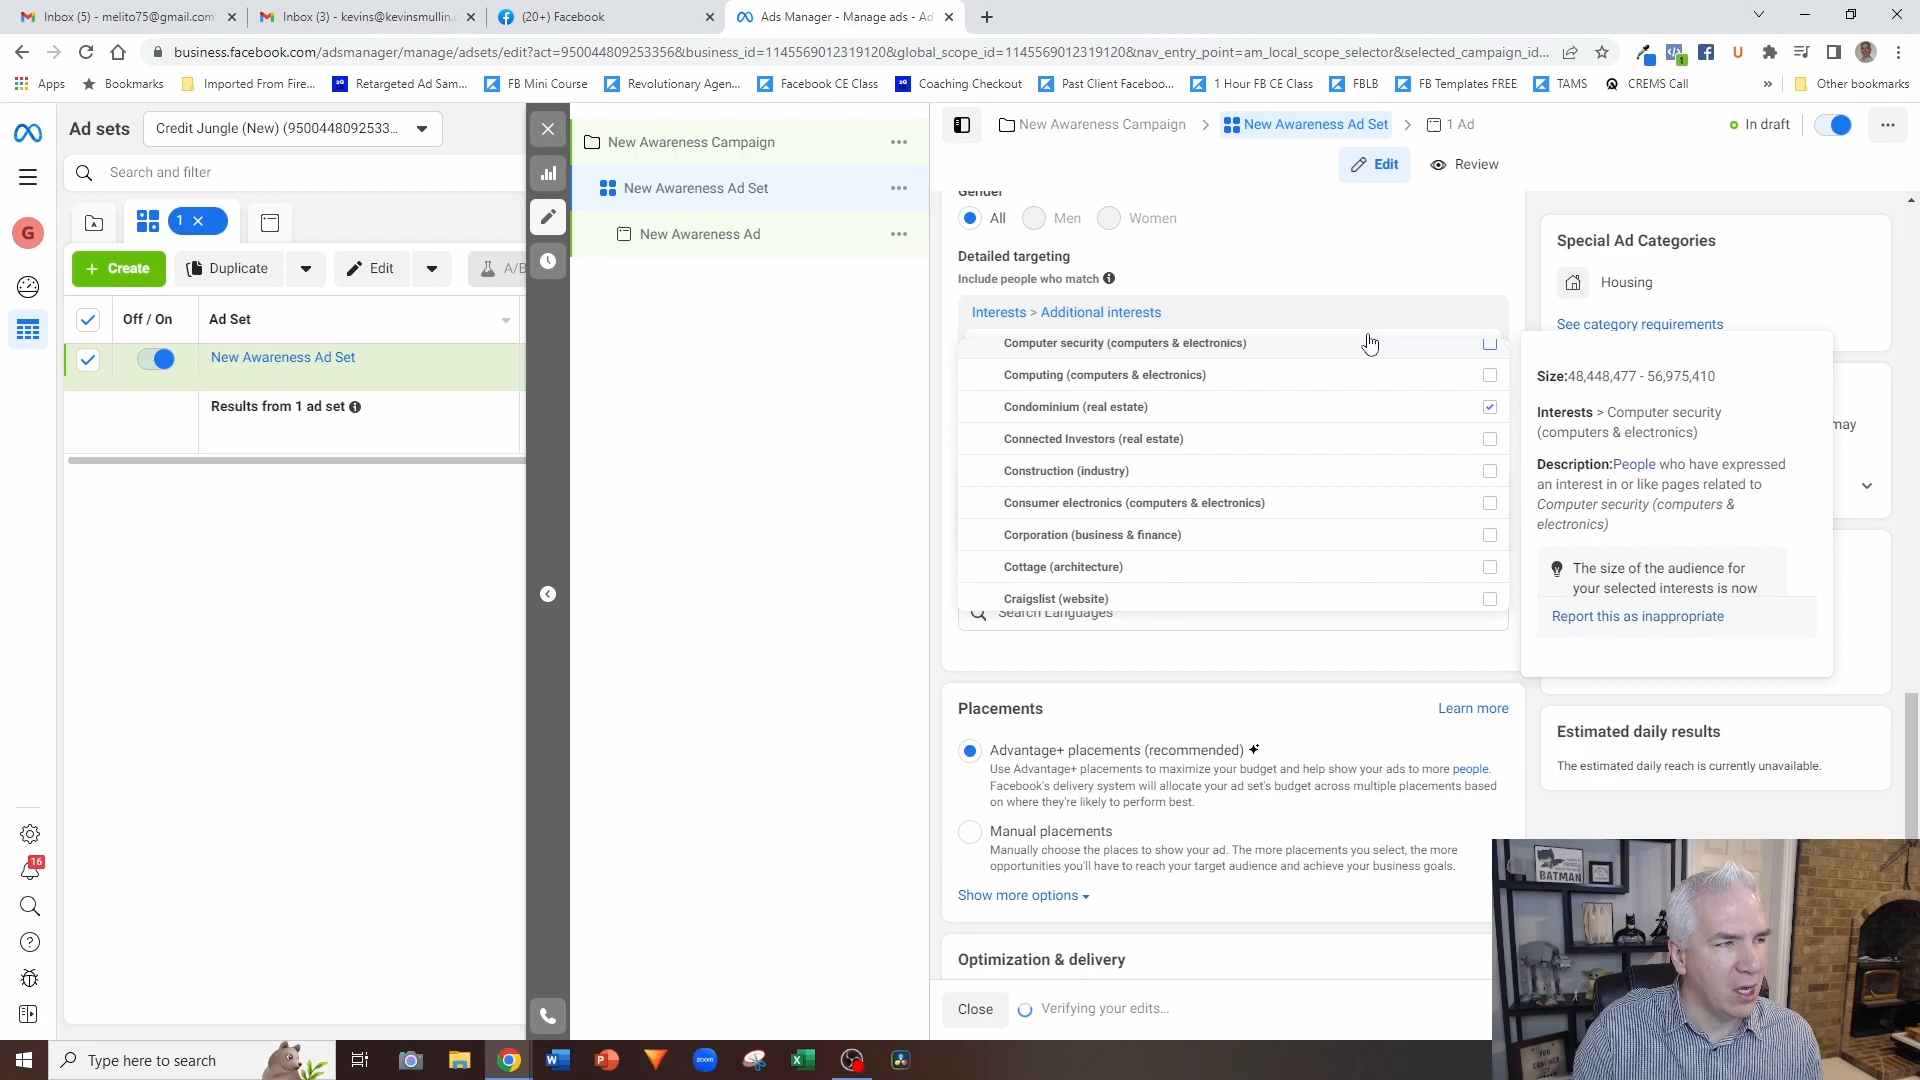 Inbox (5) - melito75@gmail.com
Inbox (3) - kevins@kevinsmullin.c
(20+) Facebook
Ads Manager - Manage ads - Ad
business.facebook.com/adsmanager/manage/adsets/edit?act=950044809253356&business_id=1145569012319120&global_scope_id=1145569012319120&nav_entry_point=am_local_scope_selector&selected_campaign_id...
1
Apps
Bookmarks
Imported From Fire...
Retargeted Ad Sam...
FB Mini Course
Revolutionary Agen...
Facebook CE Class
Coaching Checkout
Past Client Faceboo...
1 Hour FB CE Class
FBLB
FB Templates FREE
TAMS
CREMS Call
»
Other bookmarks
Ad sets
Credit Jungle (New) (9500448092533...
New Awareness Campaign
New Awareness Campaign > New Awareness Ad Set > 1 Ad
In draft
Search and filter
Edit
Review
New Awareness Ad Set
New Awareness Ad
G
1
+ Create
Duplicate
Edit
A/B
Off / On
Ad Set
New Awareness Ad Set
Results from 1 ad set
Gender
All
Men
Women
Detailed targeting
Include people who match
Interests > Additional interests
Computer security (computers & electronics)
Computing (computers & electronics)
Condominium (real estate)
Connected Investors (real estate)
Construction (industry)
Consumer electronics (computers & electronics)
Corporation (business & finance)
Cottage (architecture)
Craigslist (website)
Search Languages
Special Ad Categories
Housing
See category requirements
Size:48,448,477 - 56,975,410
Interests > Computer security
(computers & electronics)
may
Description:People who have expressed
an interest in or like pages related to
Computer security (computers &
electronics)
The size of the audience for
your selected interests is now
Report this as inappropriate
Placements
Learn more
Advantage+ placements (recommended)
Use Advantage+ placements to maximize your budget and help show your ads to more people.
Facebook's delivery system will allocate your ad set's budget across multiple placements based
on where they're likely to perform best.
Manual placements
Manually choose the places to show your ad. The more placements you select, the more
opportunities you'll have to reach your target audience and achieve your business goals.
Show more options
Estimated daily results
The estimated daily reach is currently unavailable.
Optimization & delivery
Close
Verifying your edits...
16
BATMAN
Type here to search
zoom